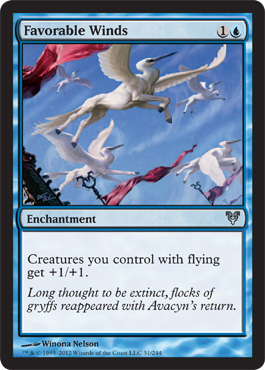 Favorable Winds 1
Enchantment
Creatures you control with flying
get +1/+1.
Long thought to be extinct, flocks of
gryffs reappeared with Avacyn's return.
Winona Nelson
™ & © 1993–2012 Wizards of the Coast LLC 51/244